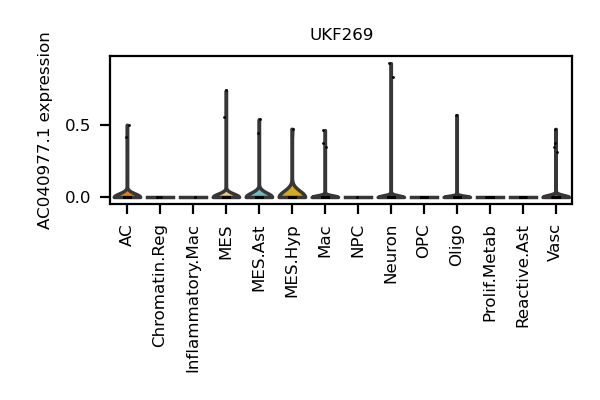 UKF269
AC040977.1 expression
0.5
0.0
AC
Chromatin.Reg
Inflammatory.Mac
MES
MES.Ast
MES.Hyp
Mac
NPC
Neuron
OPC
Oligo
Prolif.Metab
Reactive.Ast
Vasc